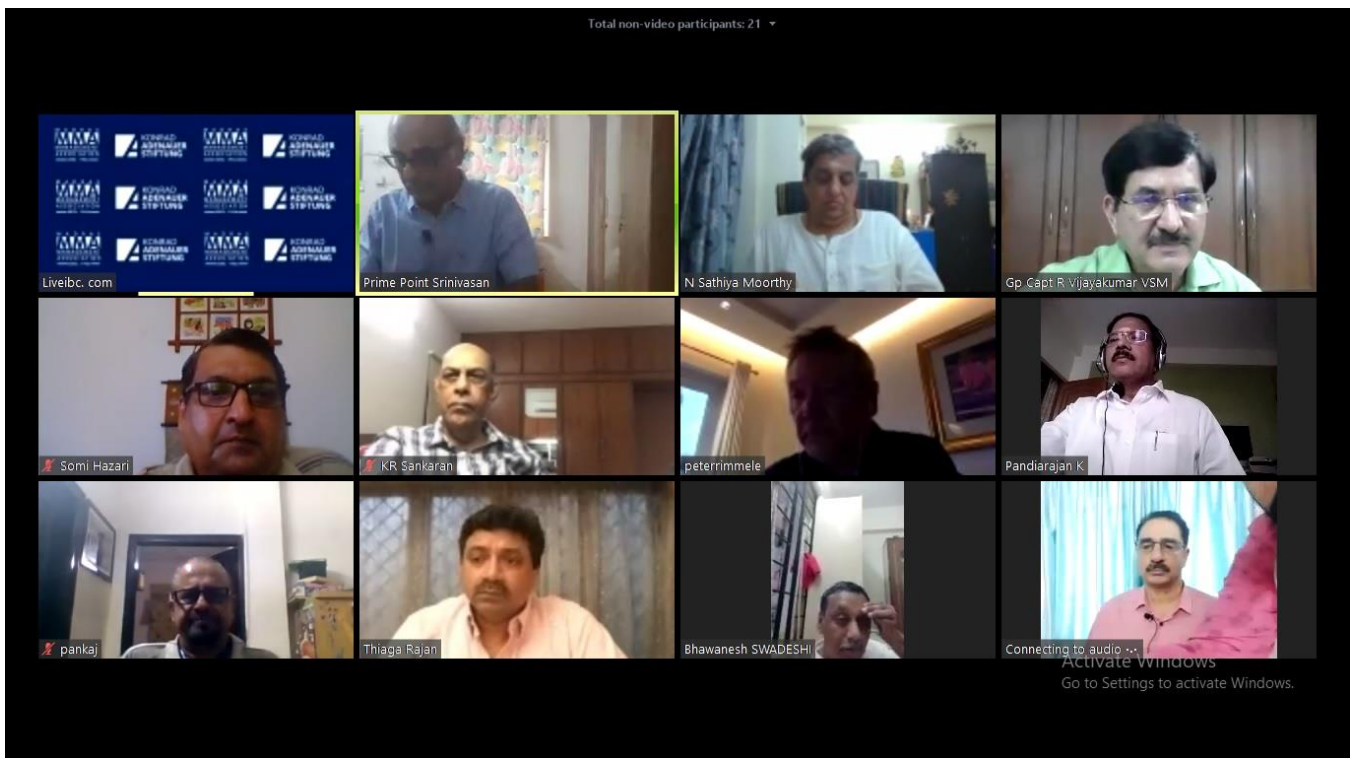 Total non-video participants: 21
MMA KONRAD ADENAUER STIFTUNG MMA KONRAD ADENAUER STIFTUNG
MMA KONRAD ADENAUER STIFTUNG MMA KONRAD ADENAUER STIFTUNG
MMA KONRAD ADENAUER STIFTUNG MMA KONRAD ADENAUER STIFTUNG
Liveibc. com
Prime Point Srinivasan
N Sathiya Moorthy
Gp Capt R Vijayakumar VSM
Somi Hazari
KR Sankaran
peterrimmele
Pandiarajan K
pankaj
Thiaga Rajan
Bhawanesh SWADESHI
Connecting to audio
Activate Windows
Go to Settings to activate Windows.